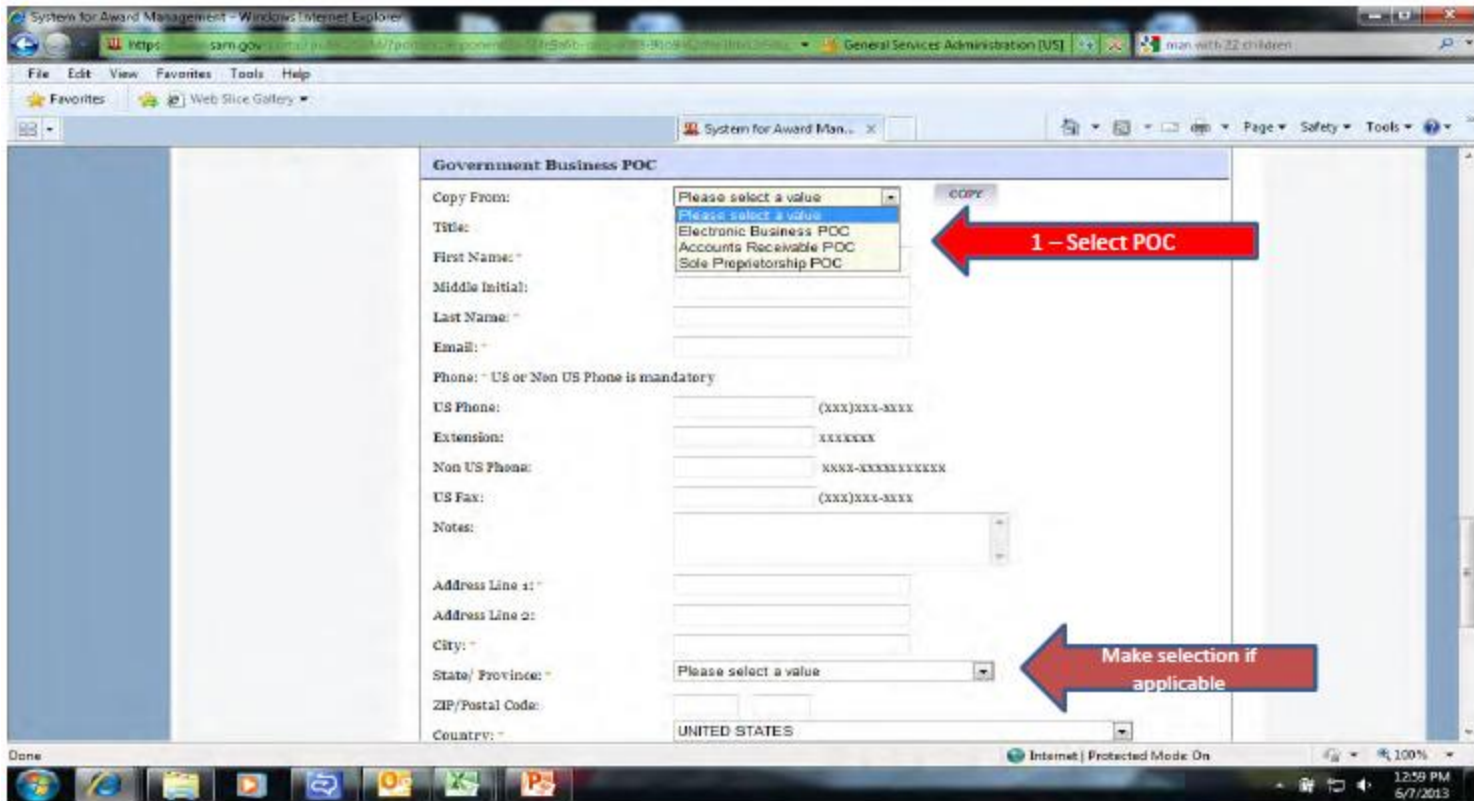 System for Award Management - Windows Internet Explorer
https
sam.gov
General Services Administration [US]
man with 22 children
File Edit View Favorites Tools Help
Favorites Web Slice Gallery
System for Award Man... X
Page Safety Tools
Government Business POC
Copy From: Please select a value COPY
Please select a value
Title: Electronic Business POC
Accounts Receivable POC
1 – Select POC
First Name: * Sole Proprietorship POC
Middle Initial:
Last Name: *
Email: *
Phone: * US or Non US Phone is mandatory
US Phone: (xxx)xxx-xxxx
Extension: xxxxxxx
Non US Phone: xxxx-xxxxxxxxxxx
US Fax: (xxx)xxx-xxxx
Notes:
Address Line 1: *
Address Line 2:
City: *
Make selection if
applicable
State/ Province: * Please select a value
ZIP/Postal Code:
Country: * UNITED STATES
Done Internet | Protected Mode: On 100%
12:59 PM
6/7/2013